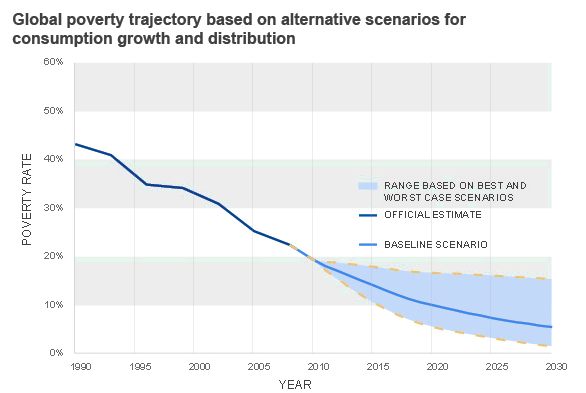 Global poverty trajectory based on alternative scenarios for
consumption growth and distribution
60%
50%
40%
30%
20%
10%
0%
POVERTY RATE
RANGE BASED ON BEST AND
WORST CASE SCENARIOS
OFFICIAL ESTIMATE
BASELINE SCENARIO
1990 1995 2000 2005 2010 2015 2020 2025 2030
YEAR